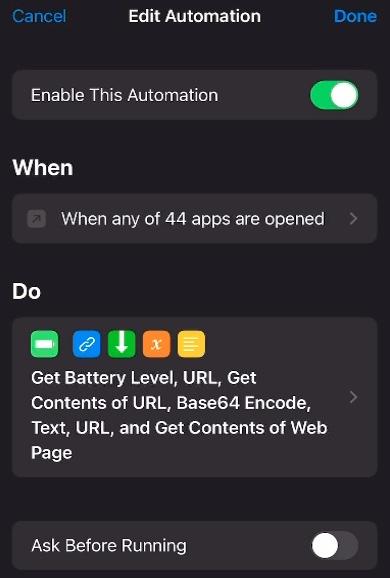 Cancel Edit Automation Done
Enable This Automation
When
When any of 44 apps are opened
Do
x
Get Battery Level, URL, Get
Contents of URL, Base64 Encode,
Text, URL, and Get Contents of Web
Page
Ask Before Running